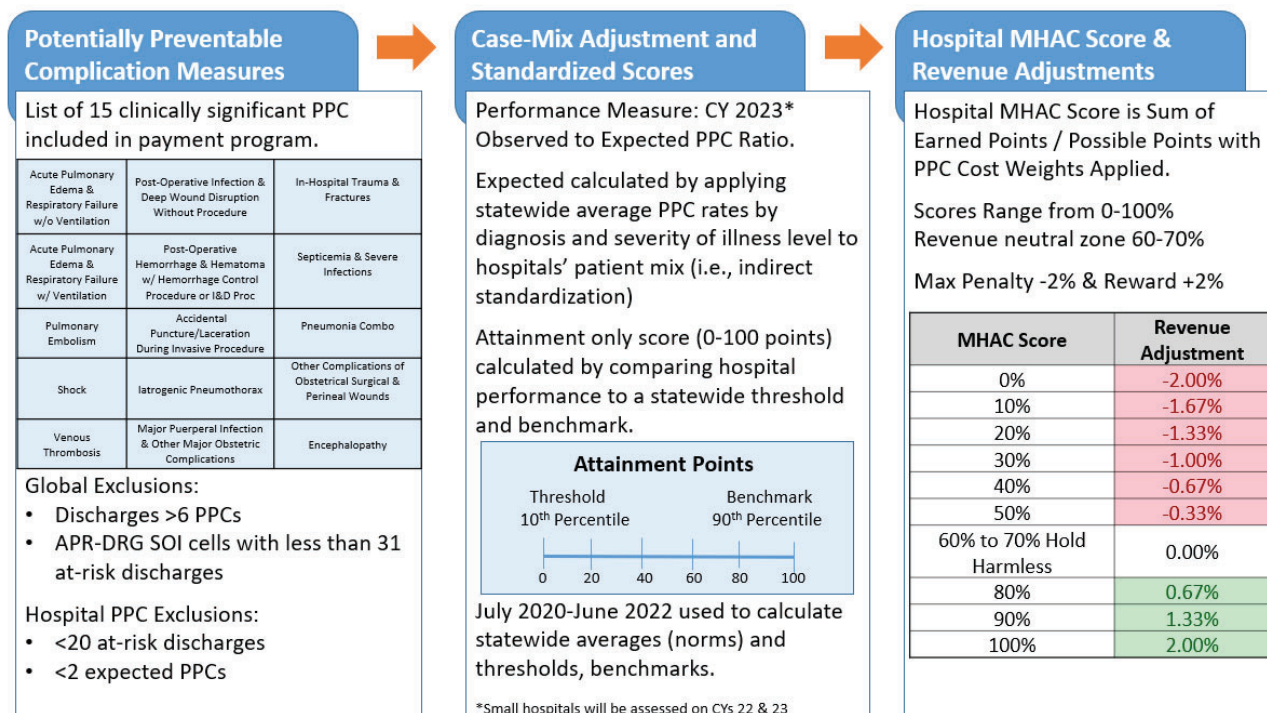 Potentially Preventable
Complication Measures
List of 15 clinically significant PPC
included in payment program.
Acute Pulmonary
Edema &
Respiratory Failure
w/o Ventilation
Post-Operative Infection &
Deep Wound Disruption
Without Procedure
In-Hospital Trauma &
Fractures
Acute Pulmonary
Edema &
Respiratory Failure
w/ Ventilation
Post-Operative
Hemorrhage & Hematoma
w/ Hemorrhage Control
Procedure or I&D Proc
Septicemia & Severe
Infections
Pulmonary
Embolism
Accidental
Puncture/Laceration
During Invasive Procedure
Pneumonia Combo
Shock
Iatrogenic Pneumothorax
Other Complications of
Obstetrical Surgical &
Perineal Wounds
Venous
Thrombosis
Major Puerperal Infection
& Other Major Obstetric
Complications
Encephalopathy
Global Exclusions:
• Discharges >6 PPCs
• APR-DRG SOI cells with less than 31
at-risk discharges
Hospital PPC Exclusions:
• <20 at-risk discharges
• <2 expected PPCs
Case-Mix Adjustment and
Standardized Scores
Performance Measure: CY 2023*
Observed to Expected PPC Ratio.
Expected calculated by applying
statewide average PPC rates by
diagnosis and severity of illness level to
hospitals' patient mix (i.e., indirect
standardization)
Attainment only score (0-100 points)
calculated by comparing hospital
performance to a statewide threshold
and benchmark.
Attainment Points
Threshold
10th Percentile
Benchmark
90th Percentile
0 20 40 60 80 100
July 2020-June 2022 used to calculate
statewide averages (norms) and
thresholds, benchmarks.
*Small hospitals will be assessed on CYs 22 & 23
Hospital MHAC Score &
Revenue Adjustments
Hospital MHAC Score is Sum of
Earned Points / Possible Points with
PPC Cost Weights Applied.
Scores Range from 0-100%
Revenue neutral zone 60-70%
Max Penalty -2% & Reward +2%
MHAC Score Revenue
Adjustment
0% -2.00%
10% -1.67%
20% -1.33%
30% -1.00%
40% -0.67%
50% -0.33%
60% to 70% Hold
Harmless 0.00%
80% 0.67%
90% 1.33%
100% 2.00%